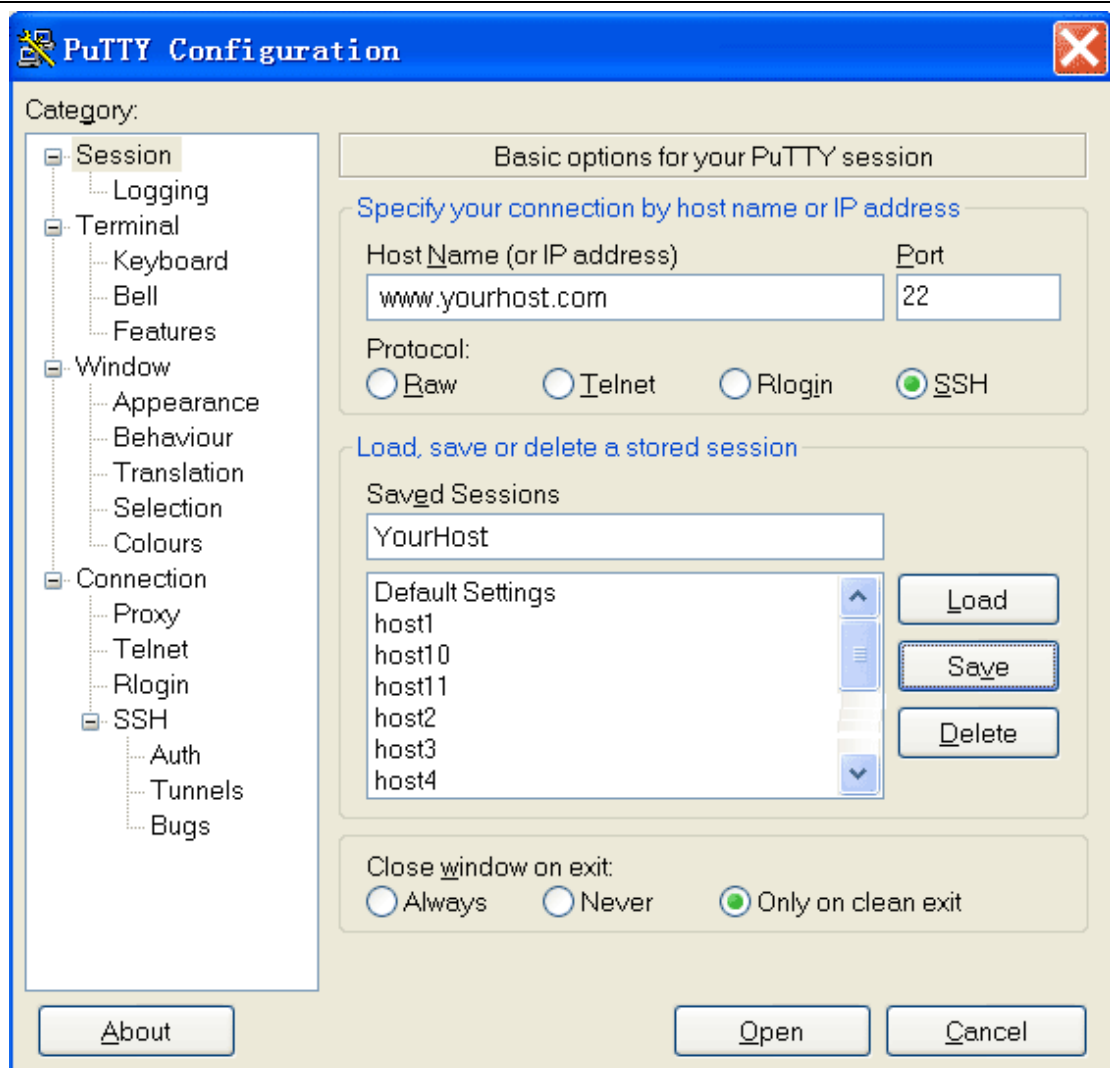 PuTTY Configuration
Category:
Session
Logging
Terminal
Keyboard
Bell
Features
Window
Appearance
Behaviour
Translation
Selection
Colours
Connection
Proxy
Telnet
Rlogin
SSH
Auth
Tunnels
Bugs
Basic options for your PuTTY session
Specify your connection by host name or IP address
Host Name (or IP address) Port
www.yourhost.com 22
Protocol:
Raw Telnet Rlogin SSH
Load, save or delete a stored session
Saved Sessions
YourHost
Default Settings
host1
host10
host11
host2
host3
host4
Load
Save
Delete
Close window on exit:
Always Never Only on clean exit
About Open Cancel